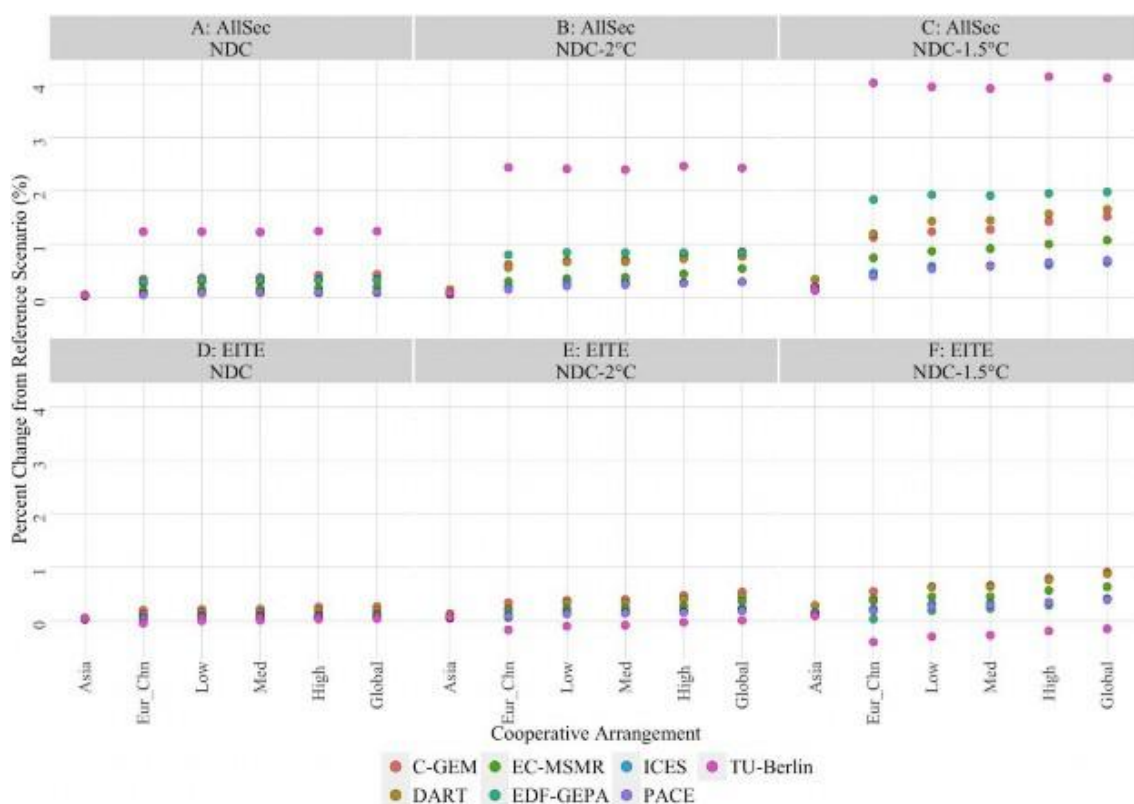 A: AllSec
NDC
B: AllSec
NDC-2°C
C: AllSec
NDC-1.5°C
4
3
2
1
0
D: EITE
NDC
E: EITE
NDC-2°C
F: EITE
NDC-1.5°C
4
3
2
1
0
Percent Change from Reference Scenario (%)
Asia Eur_Chn Low Med High Global Asia Eur_Chn Low Med High Global Asia Eur_Chn Low Med High Global
Cooperative Arrangement
C-GEM EC-MSMR ICES TU-Berlin
DART EDF-GEPA PACE